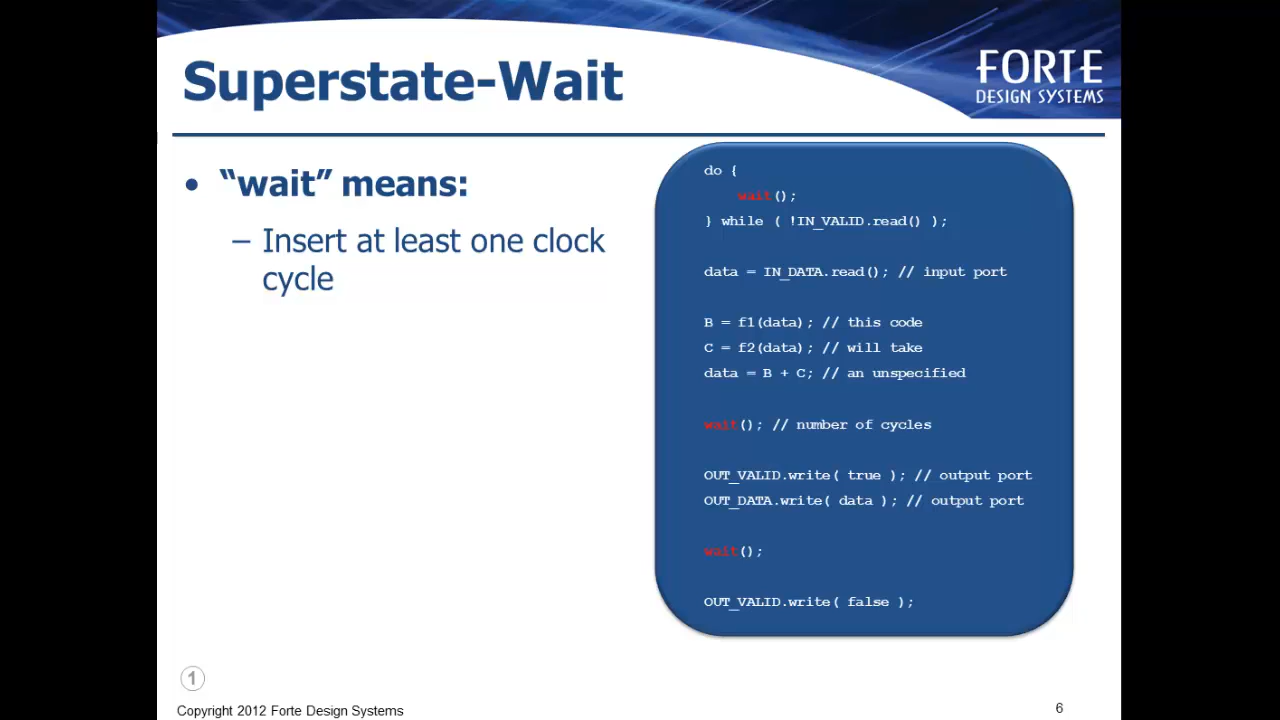 Superstate-Wait
FORTE
DESIGN SYSTEMS
• “wait” means:
– Insert at least one clock
cycle
do {
wait();
} while ( !IN_VALID.read() );
data = IN_DATA.read(); // input port
B = f1(data); // this code
C = f2(data); // will take
data = B + C; // an unspecified
wait(); // number of cycles
OUT_VALID.write( true ); // output port
OUT_DATA.write( data ); // output port
wait();
OUT_VALID.write( false );
1
Copyright 2012 Forte Design Systems
6